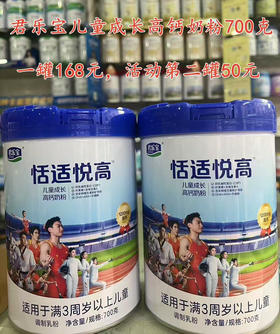 君乐宝儿童成长高钙奶粉700克
一罐168元，活动第二罐50元
君乐宝
恬适悦高
儿童成长
高钙奶粉
适用于满3周岁以上儿童
调制乳粉 净含量/规格:700克
君乐宝
恬适悦高
儿童成长
高钙奶粉
适用于满3周岁以上儿童
调制乳粉 净含量/规格:700克